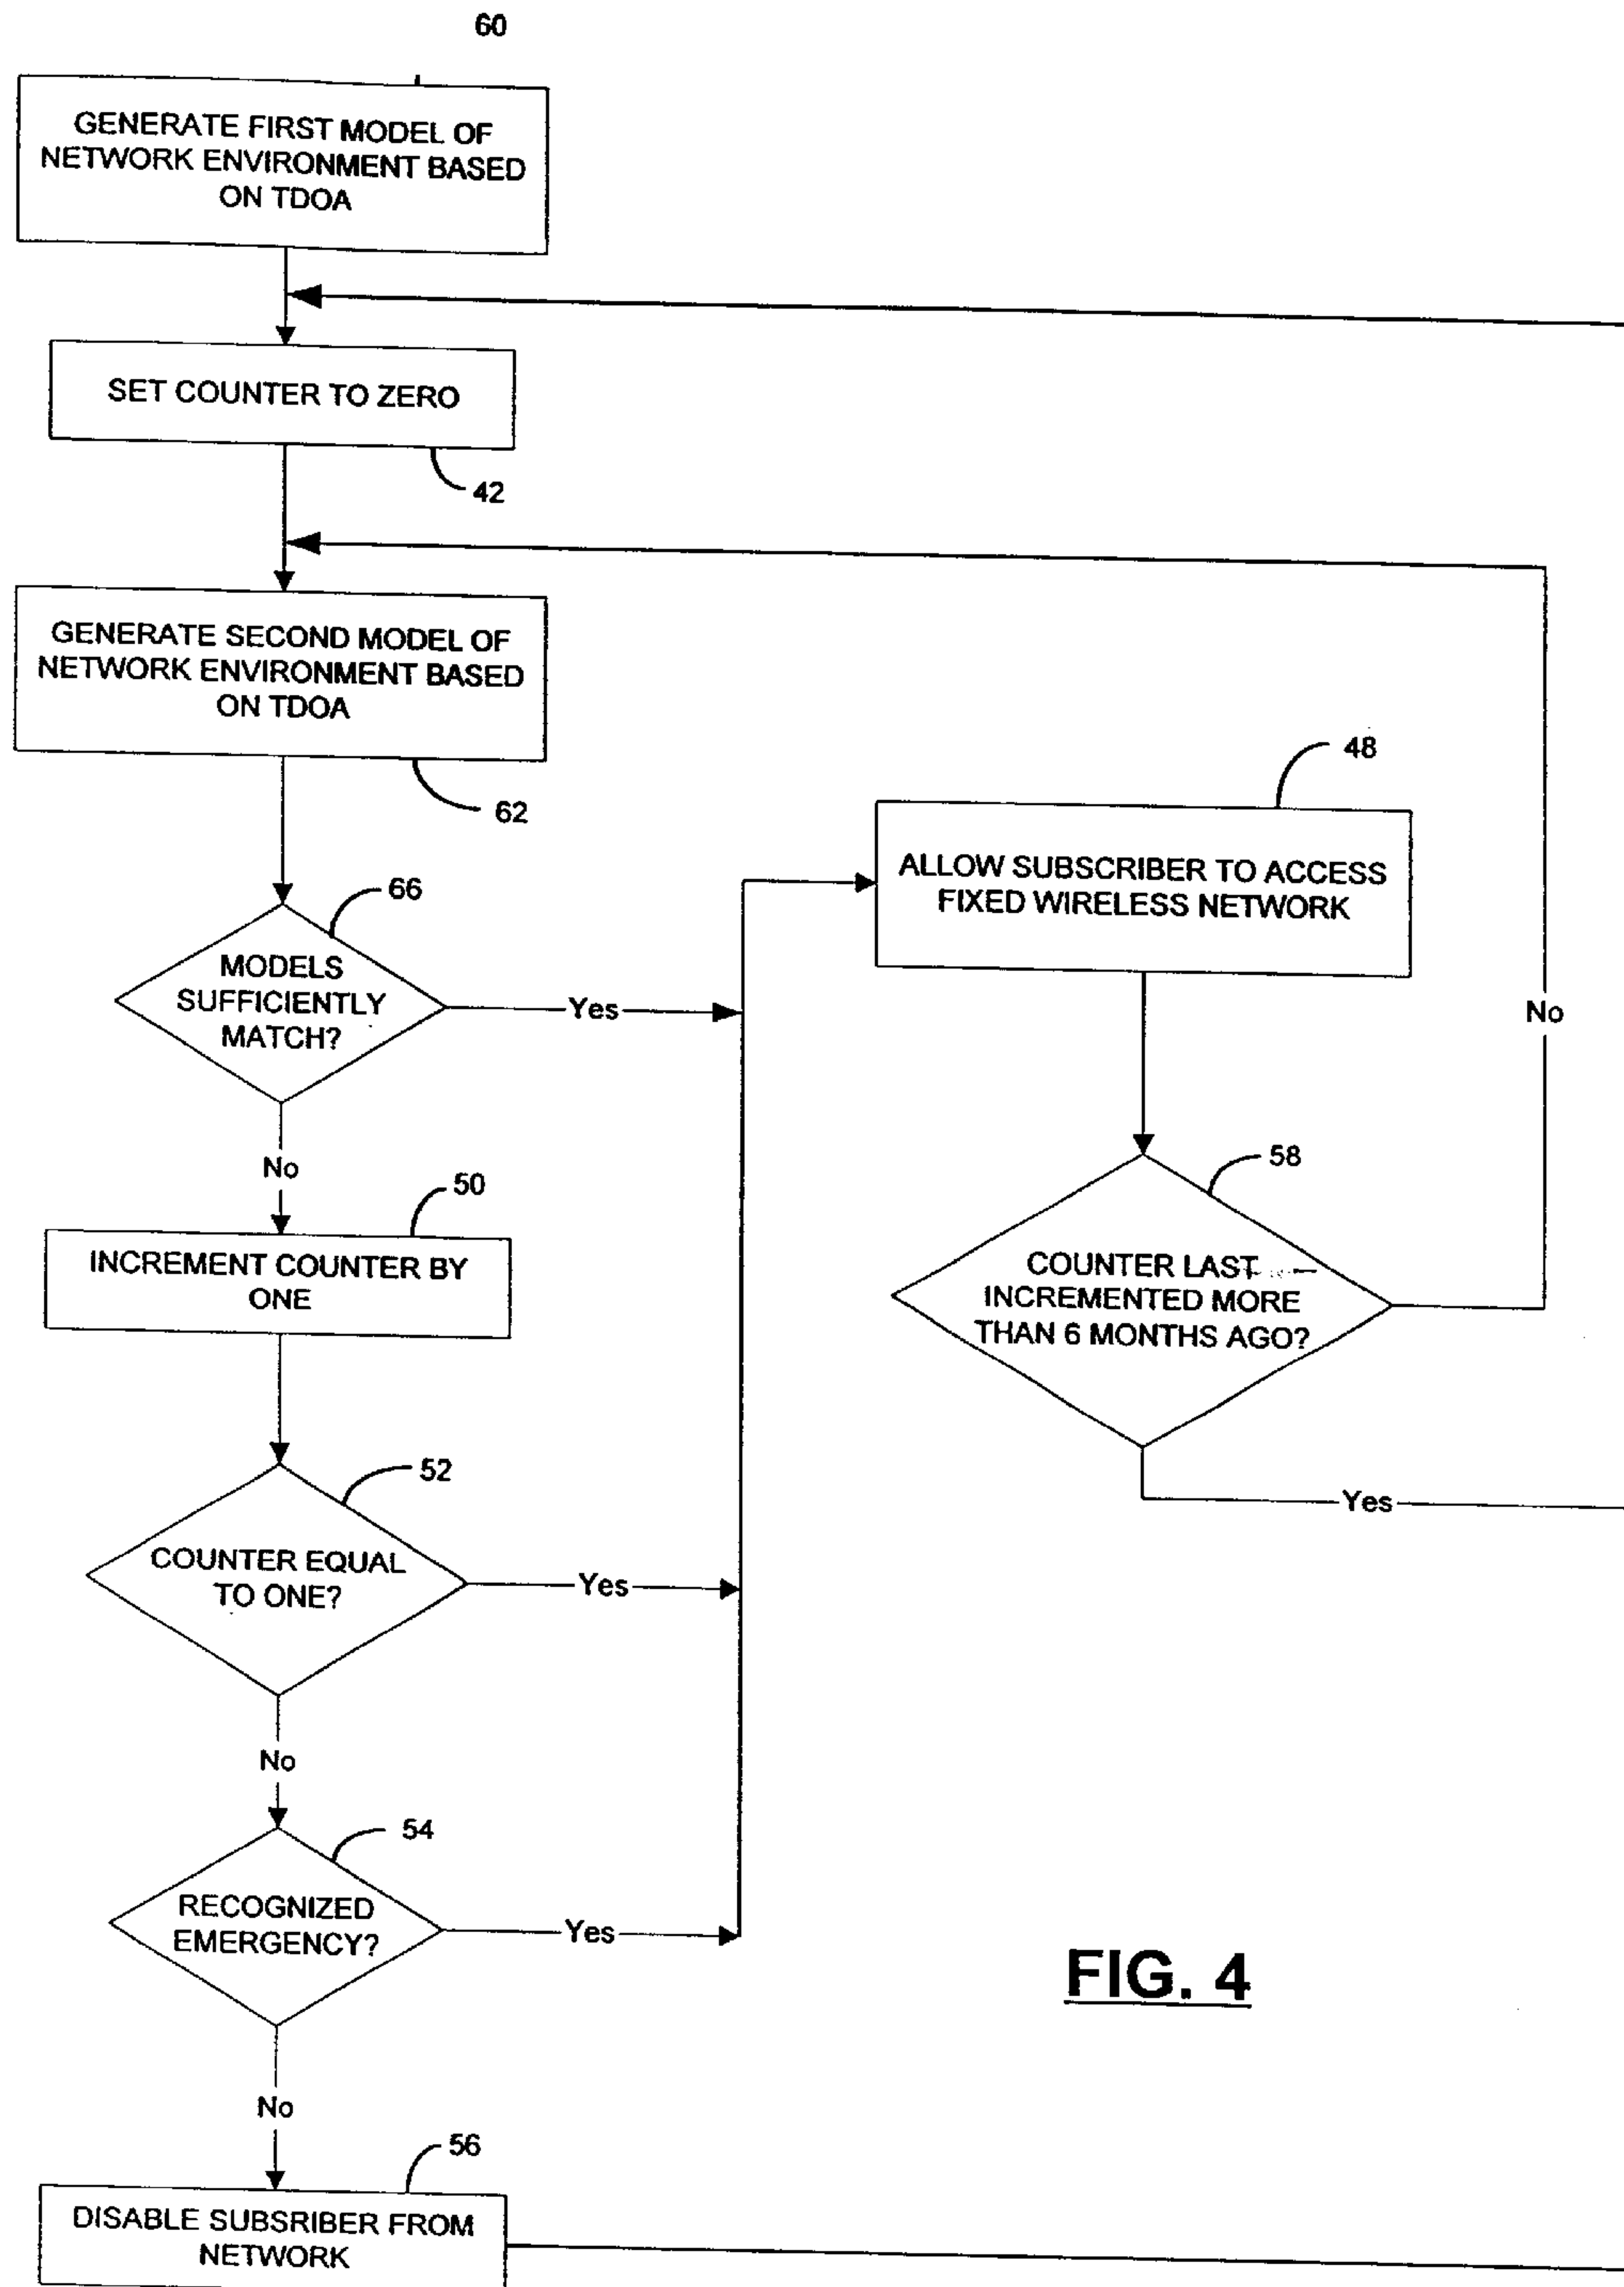 60
GENERATE FIRST MODEL OF
NETWORK ENVIRONMENT BASED
ON TDOA
SET COUNTER TO ZERO
42
GENERATE SECOND MODEL OF
NETWORK ENVIRONMENT BASED
ON TDOA
62
48
ALLOW SUBSCRIBER TO ACCESS
FIXED WIRELESS NETWORK
66
MODELS
SUFFICIENTLY
MATCH?
Yes
No
No
50
INCREMENT COUNTER BY
ONE
58
COUNTER LAST
INCREMENTED MORE
THAN 6 MONTHS AGO?
Yes
52
COUNTER EQUAL
TO ONE?
Yes
No
54
RECOGNIZED
EMERGENCY?
Yes
No
56
DISABLE SUBSRIBER FROM
NETWORK
FIG. 4